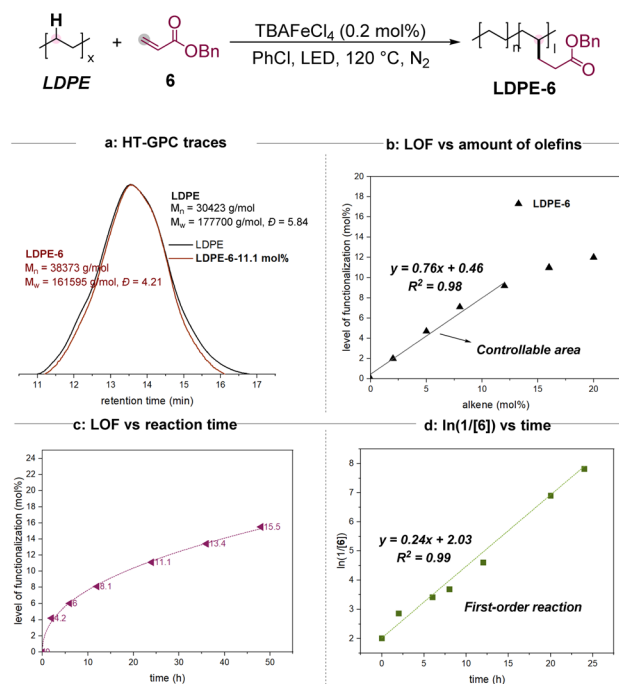 H
x
LDPE
+
O
OBn
6
TBAFeCl4 (0.2 mol%)
PhCl, LED, 120 °C, N2
n
l
OBn
O
LDPE-6
a: HT-GPC traces
LDPE
Mn = 30423 g/mol
Mw = 177700 g/mol, Đ = 5.84
LDPE
LDPE-6-11.1 mol%
LDPE-6
Mn = 38373 g/mol
Mw = 161595 g/mol, Đ = 4.21
11 12 13 14 15 16 17
retention time (min)
b: LOF vs amount of olefins
level of functionalization (mol%)
20
18
16
14
12
10
8
6
4
2
0
LDPE-6
y = 0.76x + 0.46
R2 = 0.98
Controllable area
0 5 10 15 20
alkene (mol%)
c: LOF vs reaction time
level of functionalization (mol%)
24
22
20
18
16
14
12
10
8
6
4
2
0
0
4.2
6
8.1
11.1
13.4
15.5
0 10 20 30 40 50
time (h)
d: ln(1/[6]) vs time
ln(1/[6])
8
7
6
5
4
3
2
y = 0.24x + 2.03
R2 = 0.99
First-order reaction
0 5 10 15 20 25
time (h)